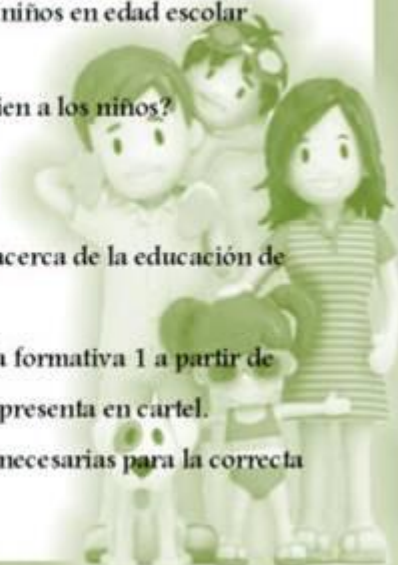 niños en edad escolar
ien a los niños?
acerca de la educación de
a formativa 1 a partir de
presenta en cartel.
necesarias para la correcta